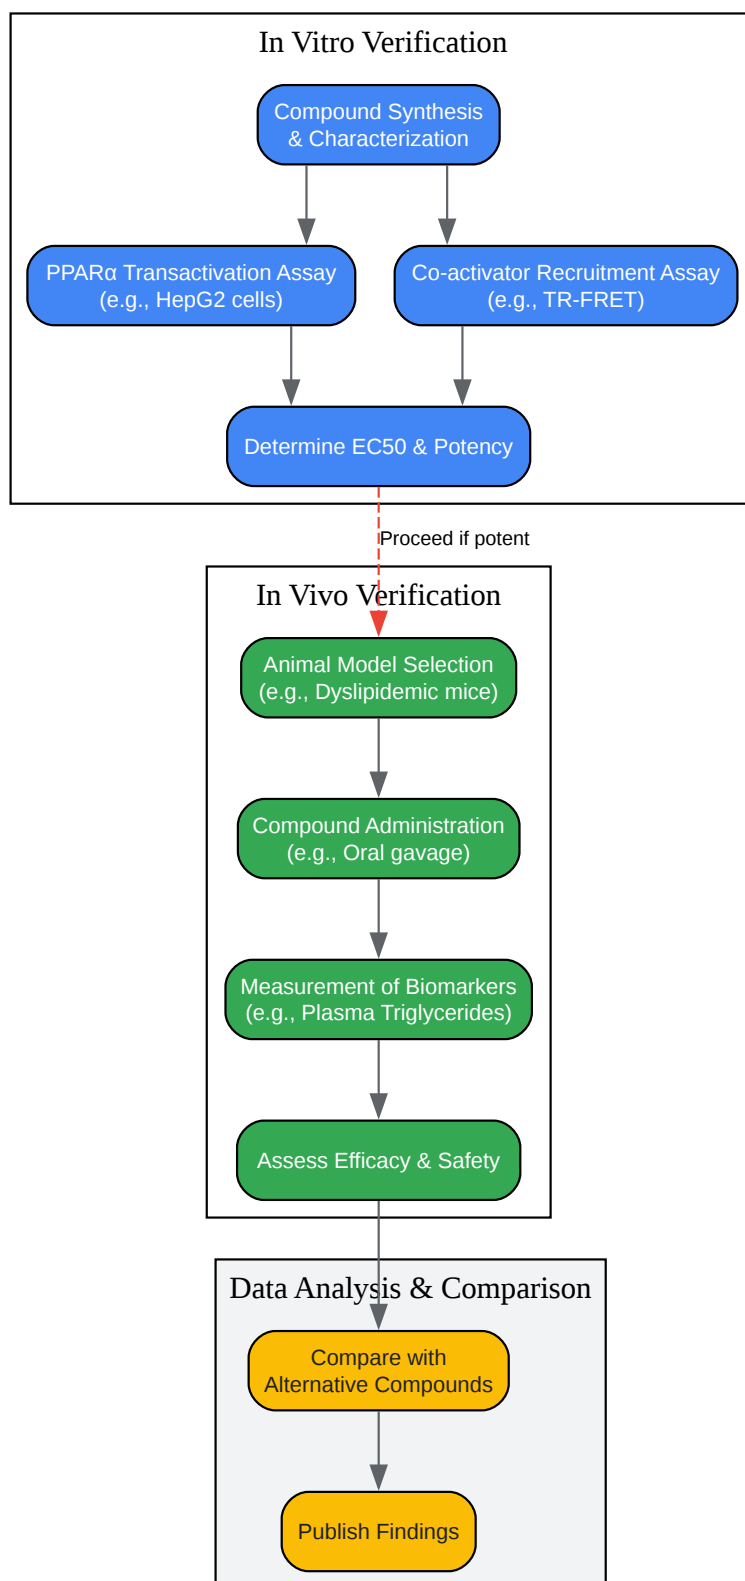 In Vitro Verification
Compound Synthesis
& Characterization
PPARα Transactivation Assay
(e.g., HepG2 cells)
Co-activator Recruitment Assay
(e.g., TR-FRET)
Determine EC50 & Potency
Proceed if potent
In Vivo Verification
Animal Model Selection
(e.g., Dyslipidemic mice)
Compound Administration
(e.g., Oral gavage)
Measurement of Biomarkers
(e.g., Plasma Triglycerides)
Assess Efficacy & Safety
Data Analysis & Comparison
Compare with
Alternative Compounds
Publish Findings